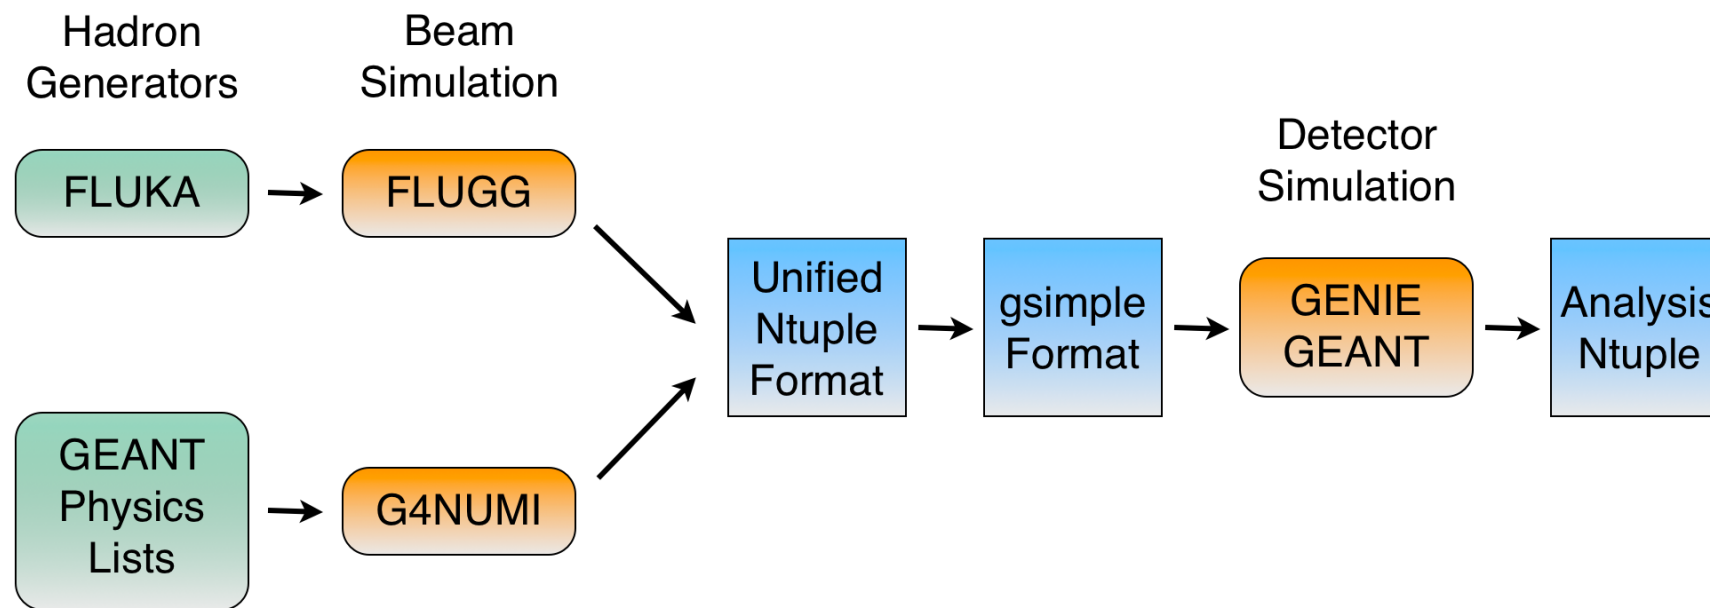 Hadron
Generators
Beam
Simulation
FLUKA
FLUGG
GEANT
Physics
Lists
G4NUMI
Unified
Ntuple
Format
gsimple
Format
Detector
Simulation
GENIE
GEANT
Analysis
Ntuple